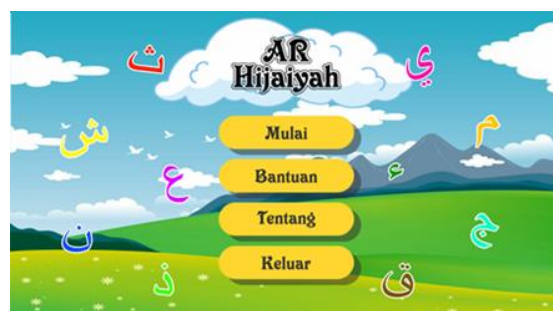 AR
Hijaiyah
ث
ي
ش
م
Mulai
ع
ء
Bantuan
Tentang
ج
ن
Keluar
ذ
ق